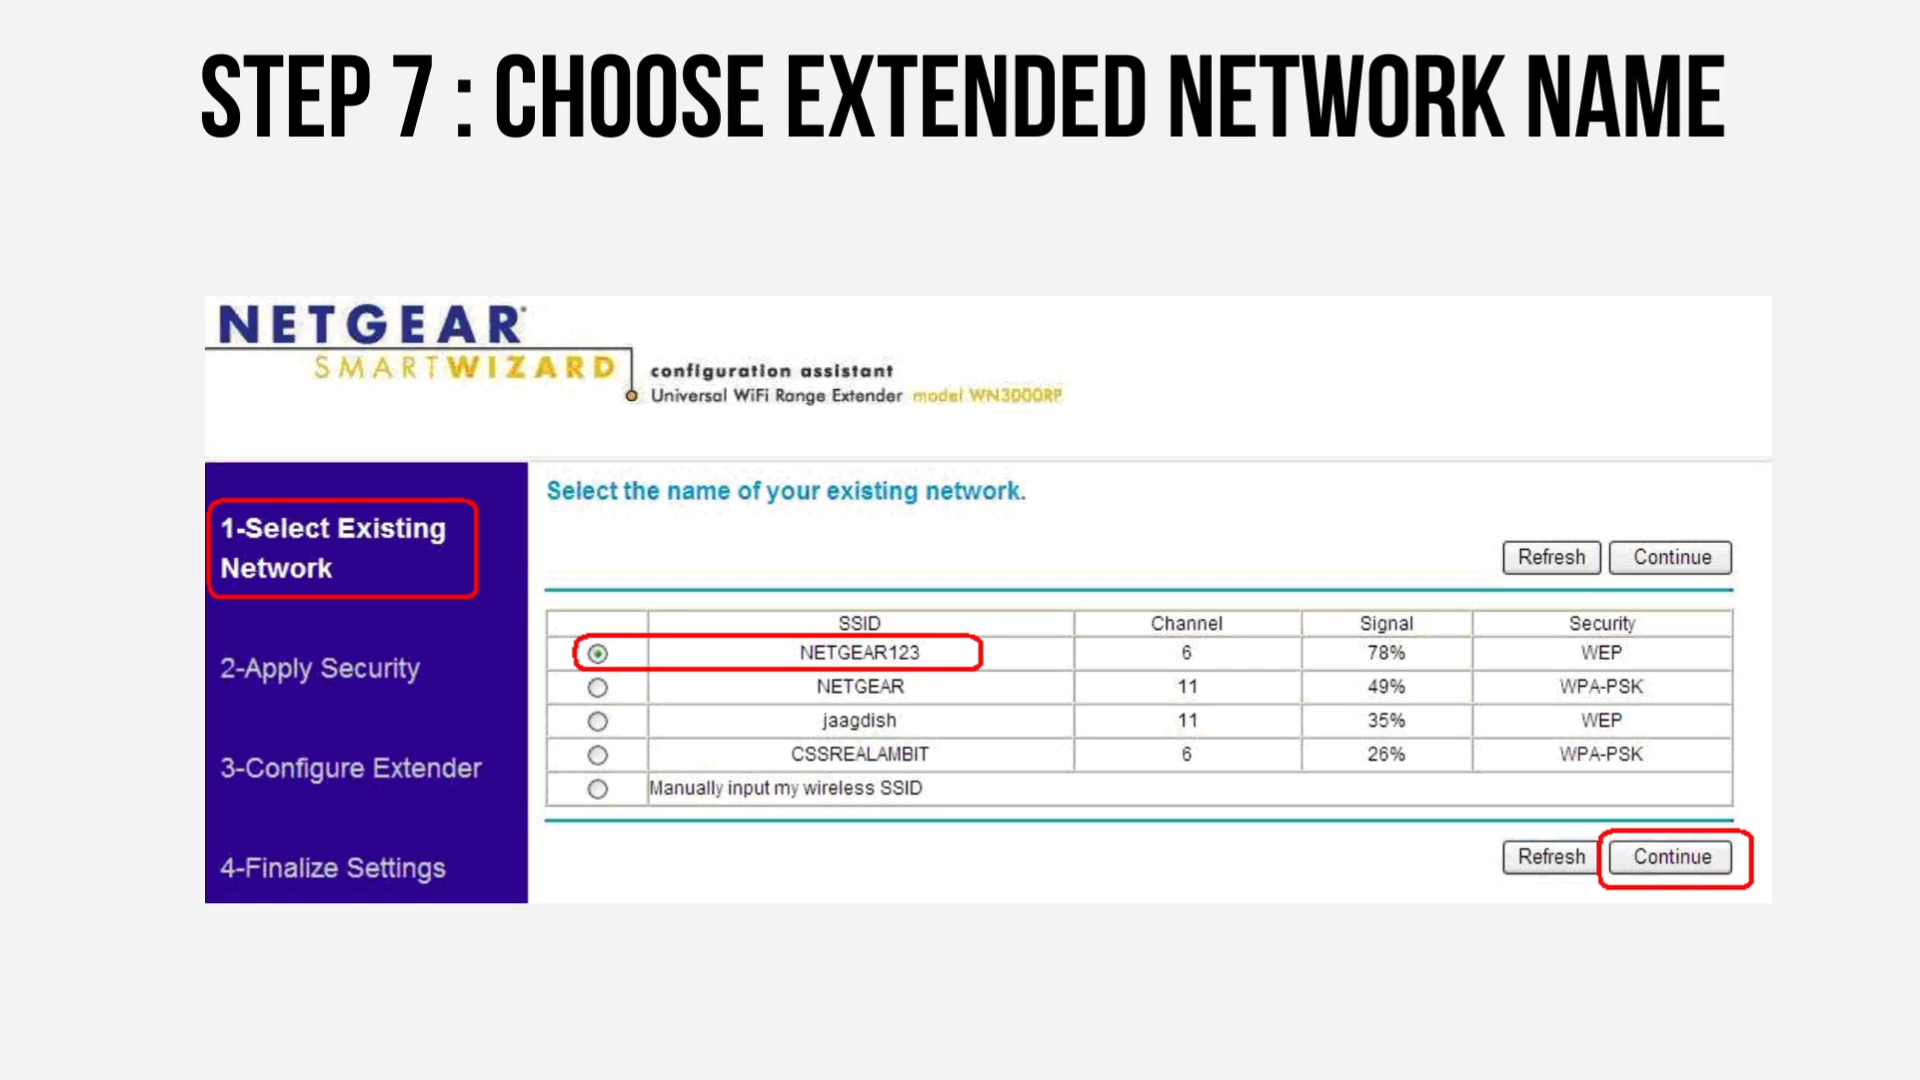 STEP 7 : CHOOSE EXTENDED NETWORK NAME
NETGEAR
SMARTWIZARD
configuration assistant
Universal WiFi Range Extender model WN3000RP
1-Select Existing
Network
2-Apply Security
3-Configure Extender
4-Finalize Settings
Select the name of your existing network.
Refresh Continue
SSID Channel Signal Security
NETGEAR123 6 78% WEP
NETGEAR 11 49% WPA-PSK
jaagdish 11 35% WEP
CSSREALAMBIT 6 26% WPA-PSK
Manually input my wireless SSID
Refresh Continue